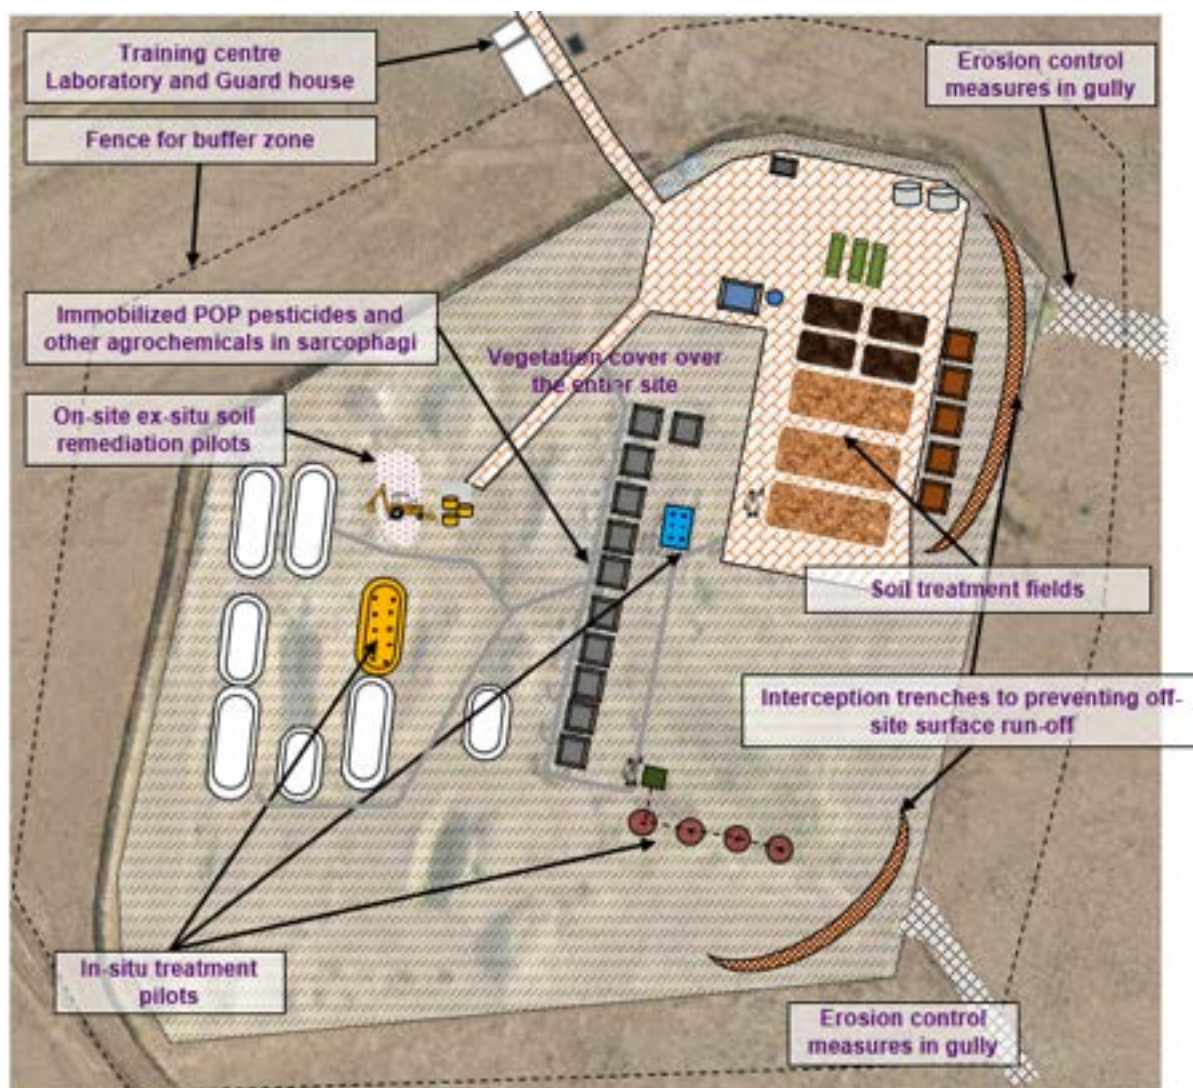 Training centre
Laboratory and Guard house
Erosion control
measures in gully
Fence for buffer zone
Immobilized POP pesticides and
other agrochemicals in sarcophagi
Vegetation cover over
the entier site
On-site ex-situ soil
remediation pilots
Soil treatment fields
Interception trenches to preventing off-
site surface run-off
In-situ treatment
pilots
Erosion control
measures in gully